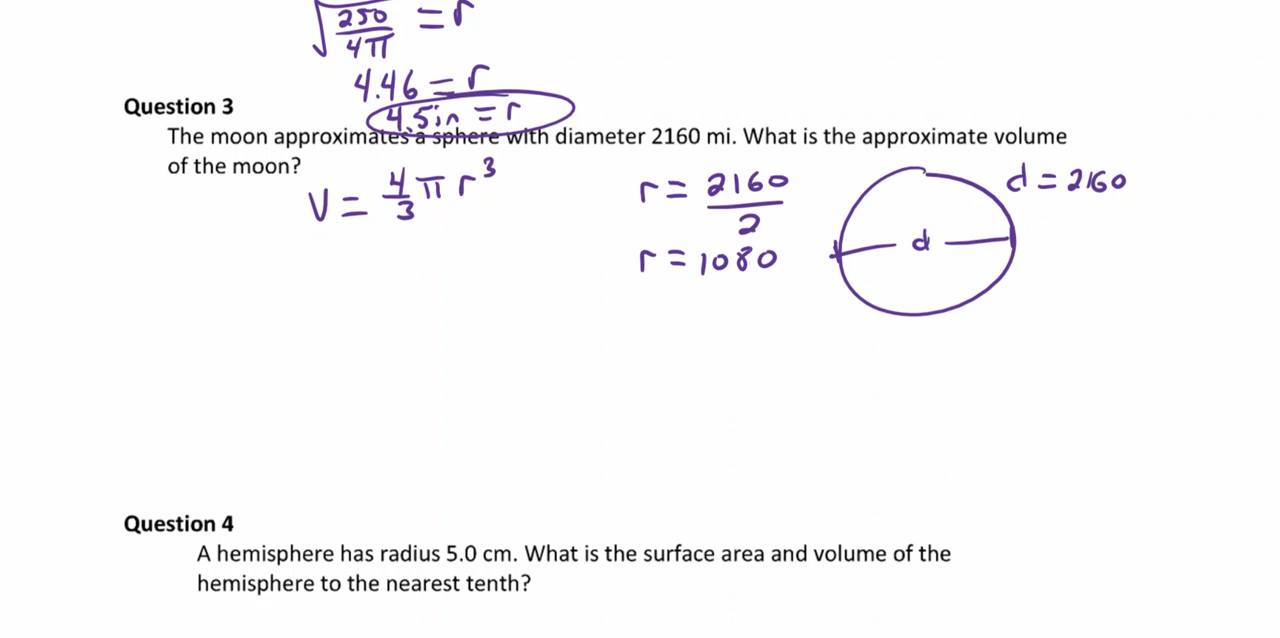 √(250/4π) = r
4.46 = r
4.5in = r
Question 3
The moon approximates a sphere with diameter 2160 mi. What is the approximate volume
of the moon?
V = 4/3 π r³
r = 2160/2
r = 1080
d = 2160
d
Question 4
A hemisphere has radius 5.0 cm. What is the surface area and volume of the
hemisphere to the nearest tenth?